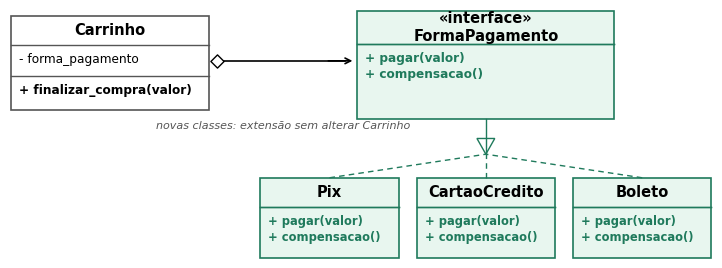 Carrinho
- forma_pagamento
+ finalizar_compra(valor)
«interface»
FormaPagamento
+ pagar(valor)
+ compensacao()
novas classes: extensão sem alterar Carrinho
Pix
+ pagar(valor)
+ compensacao()
CartaoCredito
+ pagar(valor)
+ compensacao()
Boleto
+ pagar(valor)
+ compensacao()